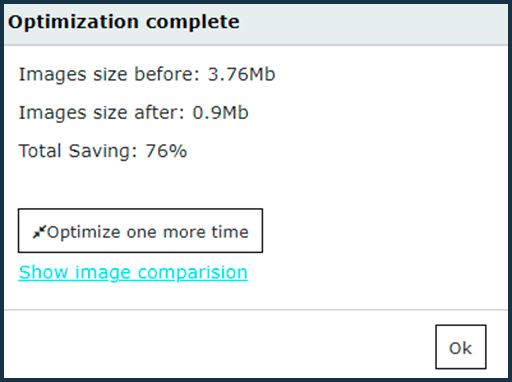 Optimization complete
Images size before: 3.76Mb
Images size after: 0.9Mb
Total Saving: 76%
Optimize one more time
Show image comparision
Ok